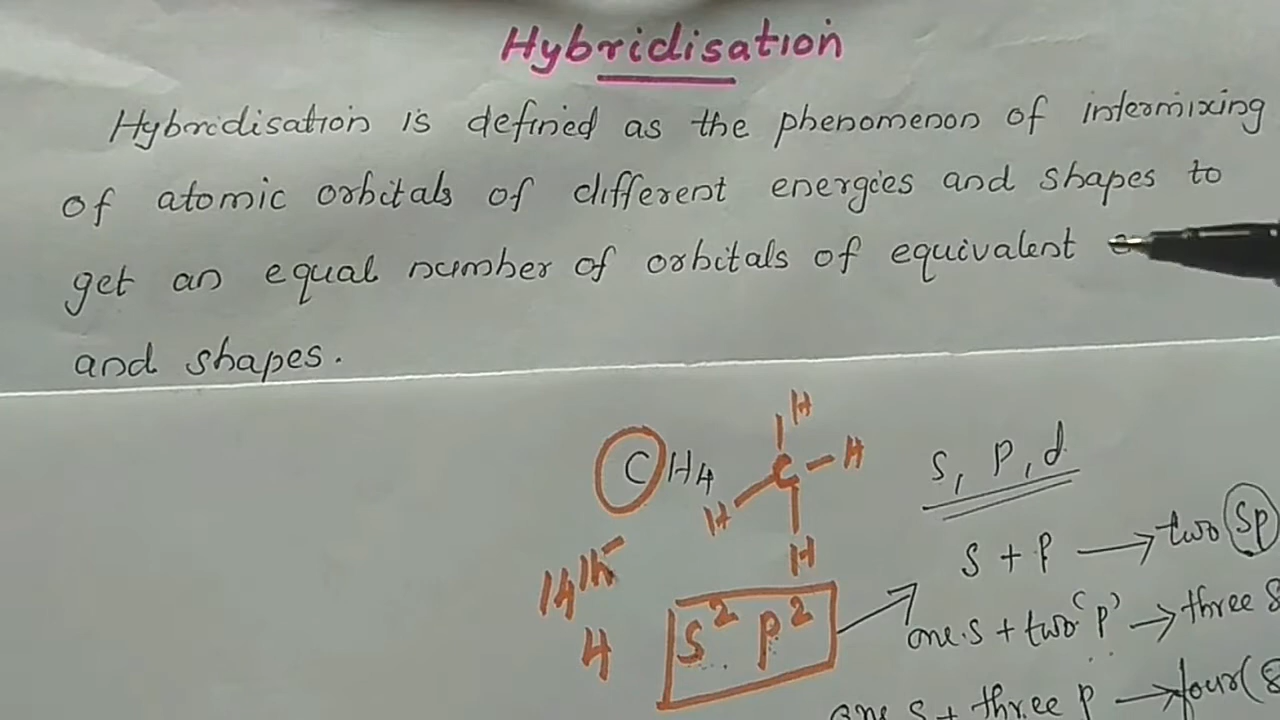 Hybridisation
Hybridisation is defined as the phenomenon of intermixing
of atomic orbitals of different energies and shapes to
get an equal number of orbitals of equivalent
and shapes.
CH4
H
C H
H
H
S, P, d
S + P → two Sp
14
4
S² P²
one s + two 'p' → three
one s + three p → four(